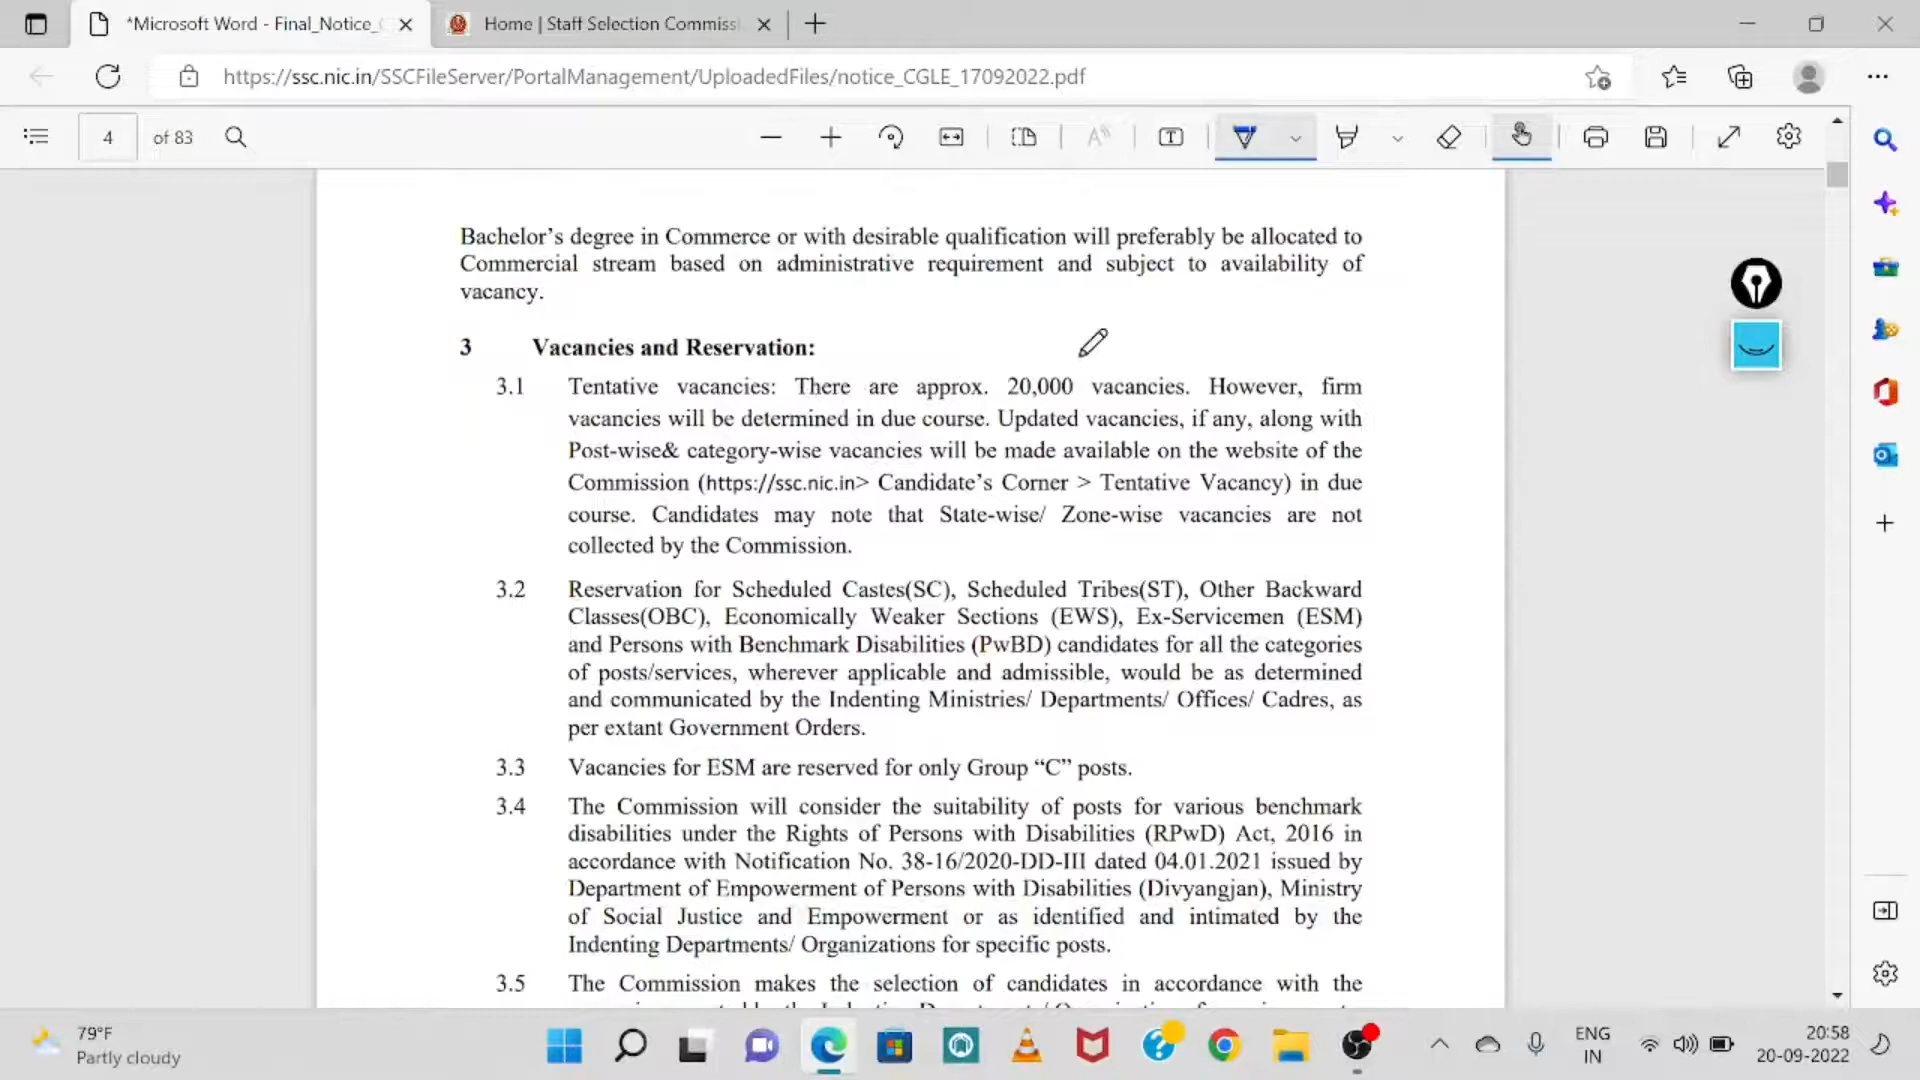 *Microsoft Word - Final_Notice_
Home | Staff Selection Commiss
https://ssc.nic.in/SSCFileServer/PortalManagement/UploadedFiles/notice_CGLE_17092022.pdf
4 of 83
Bachelor's degree in Commerce or with desirable qualification will preferably be allocated to
Commercial stream based on administrative requirement and subject to availability of
vacancy.
3 Vacancies and Reservation:
3.1 Tentative vacancies: There are approx. 20,000 vacancies. However, firm
vacancies will be determined in due course. Updated vacancies, if any, along with
Post-wise& category-wise vacancies will be made available on the website of the
Commission (https://ssc.nic.in> Candidate's Corner > Tentative Vacancy) in due
course. Candidates may note that State-wise/ Zone-wise vacancies are not
collected by the Commission.
3.2 Reservation for Scheduled Castes(SC), Scheduled Tribes(ST), Other Backward
Classes(OBC), Economically Weaker Sections (EWS), Ex-Servicemen (ESM)
and Persons with Benchmark Disabilities (PwBD) candidates for all the categories
of posts/services, wherever applicable and admissible, would be as determined
and communicated by the Indenting Ministries/ Departments/ Offices/ Cadres, as
per extant Government Orders.
3.3 Vacancies for ESM are reserved for only Group “C” posts.
3.4 The Commission will consider the suitability of posts for various benchmark
disabilities under the Rights of Persons with Disabilities (RPwD) Act, 2016 in
accordance with Notification No. 38-16/2020-DD-III dated 04.01.2021 issued by
Department of Empowerment of Persons with Disabilities (Divyangjan), Ministry
of Social Justice and Empowerment or as identified and intimated by the
Indenting Departments/ Organizations for specific posts.
3.5 The Commission makes the selection of candidates in accordance with the
79°F
Partly cloudy
ENG
IN
20:58
20-09-2022